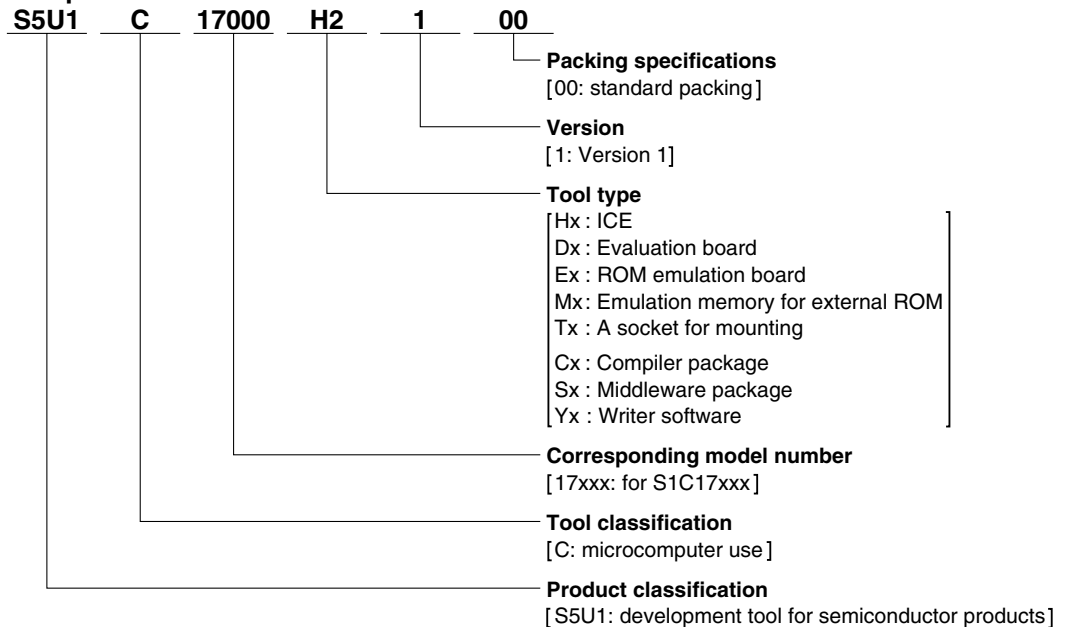 S5U1 C 17000 H2 1 00
Packing specifications
[00: standard packing]
Version
[1: Version 1]
Tool type
Hx : ICE
Dx : Evaluation board
Ex : ROM emulation board
Mx : Emulation memory for external ROM
Tx : A socket for mounting
Cx : Compiler package
Sx : Middleware package
Yx : Writer software
Corresponding model number
[17xxx: for S1C17xxx]
Tool classification
[C: microcomputer use]
Product classification
[S5U1: development tool for semiconductor products]